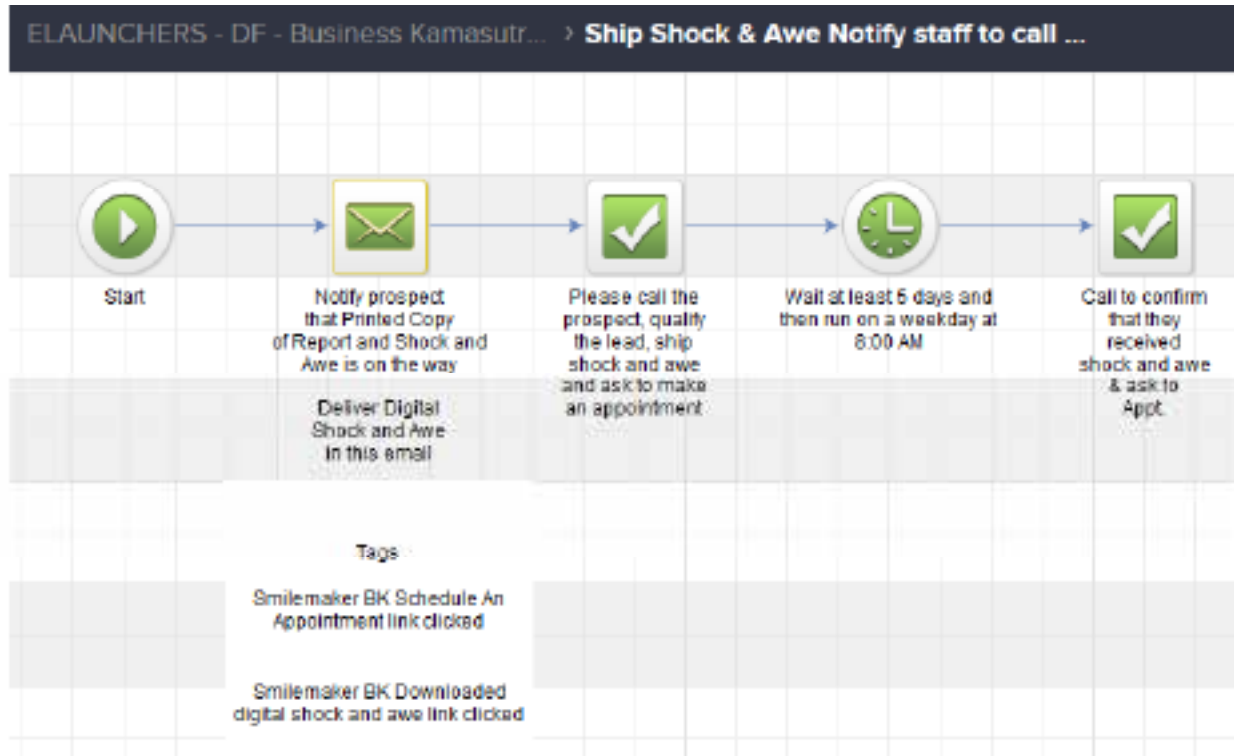 ELAUNCHERS - DF - Business Kamasutr... > Ship Shock & Awe Notify staff to call ...
Start
Notify prospect
that Printed Copy
of Report and Shock and
Awe is on the way
Deliver Digital
Shock and Awe
in this email
Please call the
prospect, qualify
the lead, ship
shock and awe
and ask to make
an appointment
Wait at least 5 days and
then run on a weekday at
8:00 AM
Call to confirm
that they
received
shock and awe
& ask to
Appt.
Tags
Smilemaker BK Schedule An
Appointment link clicked
Smilemaker BK Downloaded
digital shock and awe link clicked